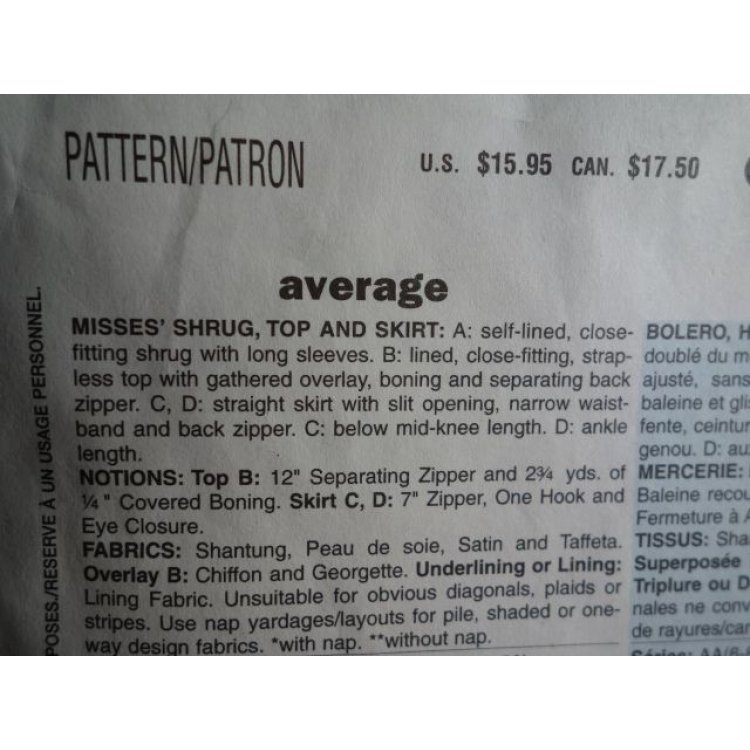 PATTERN/PATRON
U.S. $15.95 CAN. $17.50
average
MISSES' SHRUG, TOP AND SKIRT: A: self-lined, close-
fitting shrug with long sleeves. B: lined, close-fitting, strap-
less top with gathered overlay, boning and separating back
zipper. C, D: straight skirt with slit opening, narrow waist-
band and back zipper. C: below mid-knee length. D: ankle
length.
NOTIONS: Top B: 12" Separating Zipper and 2¾ yds. of
¼" Covered Boning. Skirt C, D: 7" Zipper, One Hook and
Eye Closure.
FABRICS: Shantung, Peau de soie, Satin and Taffeta.
Overlay B: Chiffon and Georgette. Underlining or Lining:
Lining Fabric. Unsuitable for obvious diagonals, plaids or
stripes. Use nap yardages/layouts for pile, shaded or one-
way design fabrics. *with nap. **without nap.
BOLERO, H
doublé du m
ajusté, sans
baleine et glis
fente, ceintur
genou. D: au
MERCERIE:
Baleine recou
Fermeture à
TISSUS: Sha
Superposée
Triplure ou D
nales ne conv
de rayures/car
POSES./RESERVE À UN USAGE PERSONNEL.